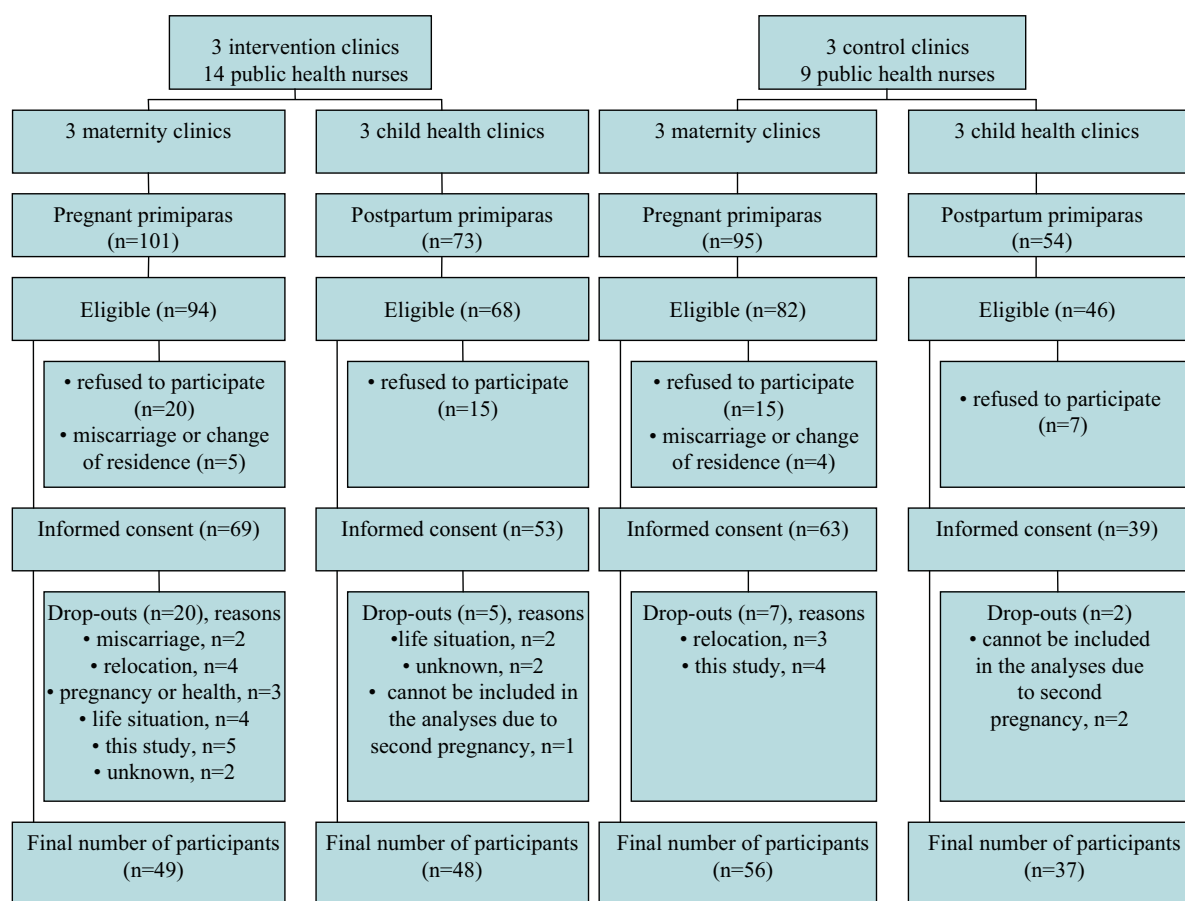 3 intervention clinics
14 public health nurses
3 control clinics
9 public health nurses
3 maternity clinics
3 child health clinics
3 maternity clinics
3 child health clinics
Pregnant primiparas
(n=101)
Postpartum primiparas
(n=73)
Pregnant primiparas
(n=95)
Postpartum primiparas
(n=54)
Eligible (n=94)
Eligible (n=68)
Eligible (n=82)
Eligible (n=46)
• refused to participate
(n=20)
• miscarriage or change
of residence (n=5)
• refused to participate
(n=15)
• refused to participate
(n=15)
• miscarriage or change
of residence (n=4)
• refused to participate
(n=7)
Informed consent (n=69)
Informed consent (n=53)
Informed consent (n=63)
Informed consent (n=39)
Drop-outs (n=20), reasons
• miscarriage, n=2
• relocation, n=4
• pregnancy or health, n=3
• life situation, n=4
• this study, n=5
• unknown, n=2
Drop-outs (n=5), reasons
•life situation, n=2
• unknown, n=2
• cannot be included in
the analyses due to
second pregnancy, n=1
Drop-outs (n=7), reasons
• relocation, n=3
• this study, n=4
Drop-outs (n=2)
• cannot be included
in the analyses due
to second
pregnancy, n=2
Final number of participants
(n=49)
Final number of participants
(n=48)
Final number of participants
(n=56)
Final number of participants
(n=37)